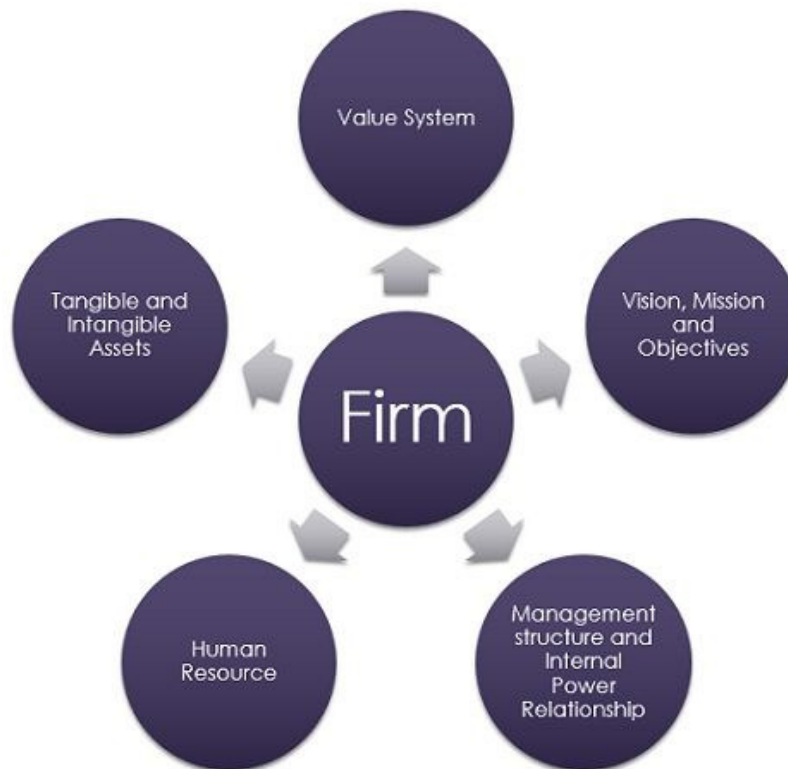 Value System
Tangible and
Intangible
Assets
Vision, Mission
and
Objectives
Firm
Human
Resource
Management
structure and
Internal
Power
Relationship